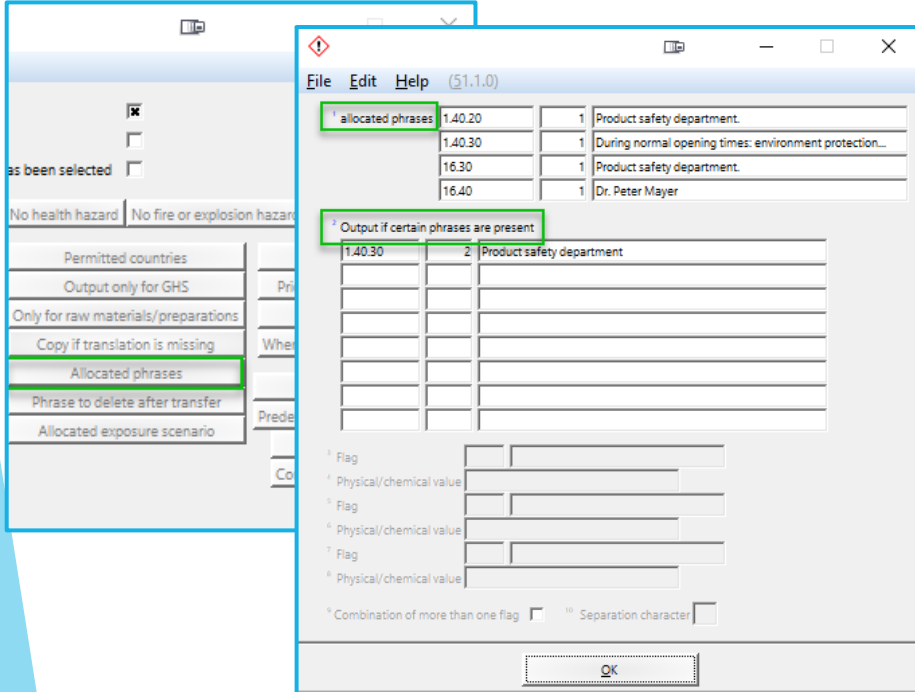 as been selected
No health hazard No fire or explosion hazard
Permitted countries
Output only for GHS
Only for raw materials/preparations
Copy if translation is missing
Allocated phrases
Phrase to delete after transfer
Allocated exposure scenario
Pri
Wher
Prede
Co
File Edit Help (51.1.0)
1 allocated phrases 1.40.20 1 Product safety department.
1.40.30 1 During normal opening times: environment protection...
16.30 1 Product safety department.
16.40 1 Dr. Peter Mayer
2 Output if certain phrases are present
1.40.30 2 Product safety department
3 Flag
4 Physical/chemical value
5 Flag
6 Physical/chemical value
7 Flag
8 Physical/chemical value
9 Combination of more than one flag 10 Separation character
OK